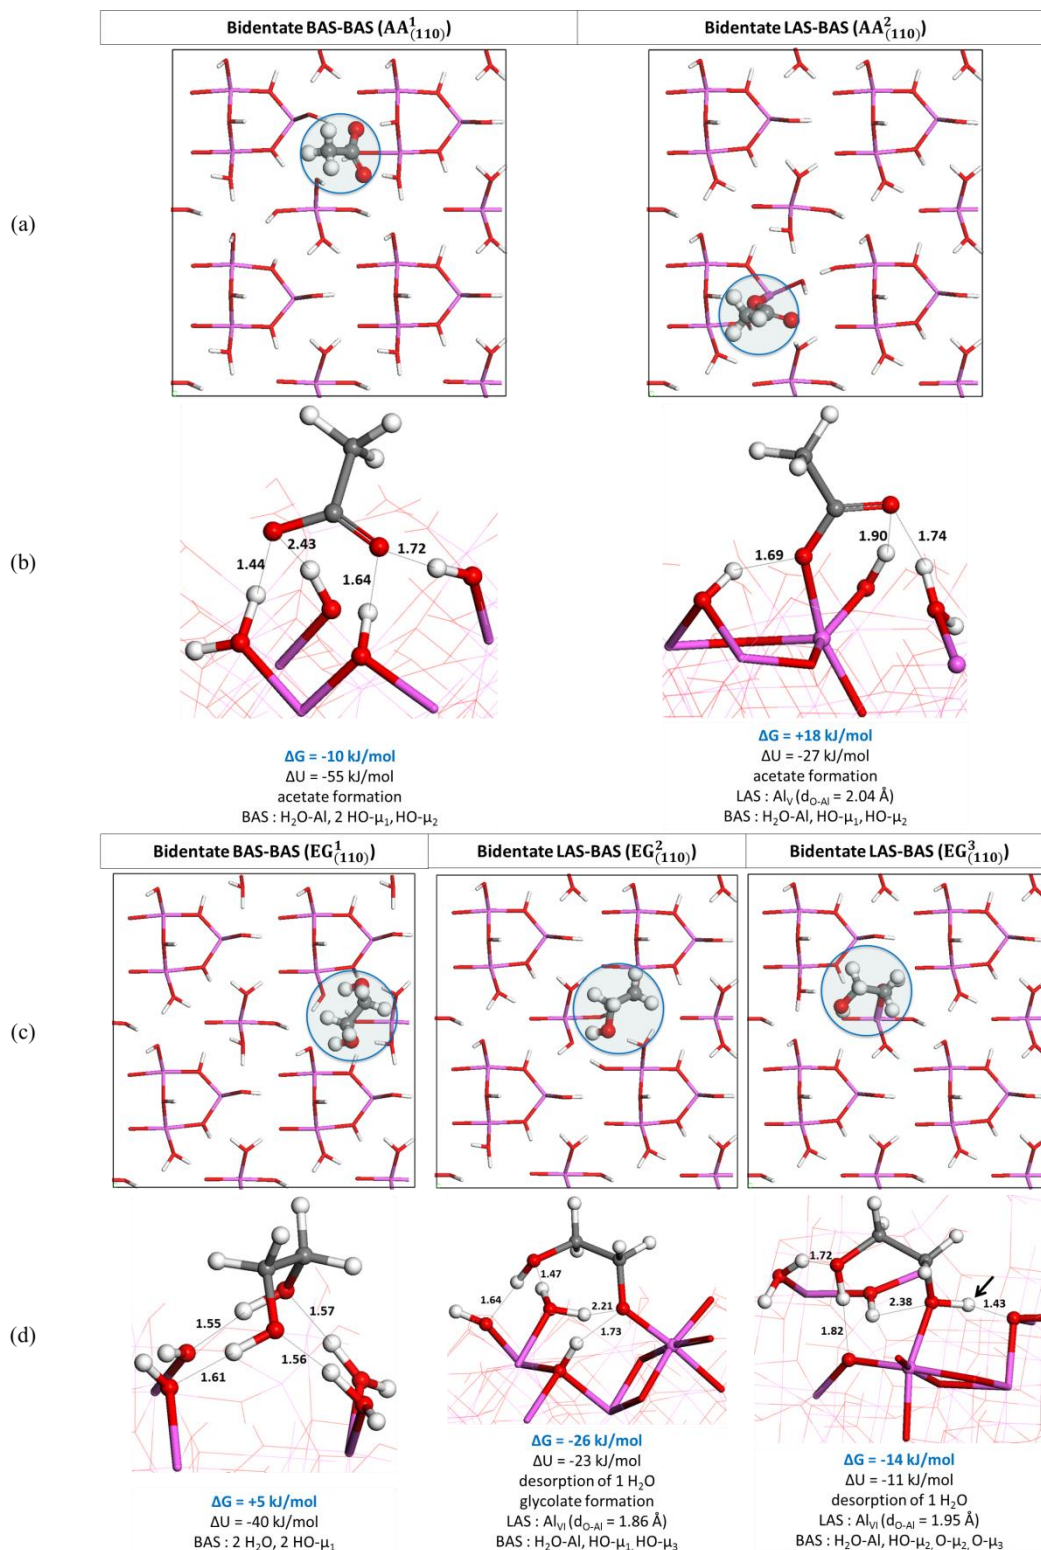 Bidentate BAS-BAS (AA¹₍₁₁₀₎)
Bidentate LAS-BAS (AA²₍₁₁₀₎)
(a)
(b)
2.43
1.72
1.44
1.64
1.69
1.90
1.74
ΔG = -10 kJ/mol
ΔU = -55 kJ/mol
acetate formation
BAS : H₂O-Al, 2 HO-μ₁, HO-μ₂
ΔG = +18 kJ/mol
ΔU = -27 kJ/mol
acetate formation
LAS : Al_V (d_O-Al = 2.04 Å)
BAS : H₂O-Al, HO-μ₁, HO-μ₂
Bidentate BAS-BAS (EG¹₍₁₁₀₎)
Bidentate LAS-BAS (EG²₍₁₁₀₎)
Bidentate LAS-BAS (EG³₍₁₁₀₎)
(c)
(d)
1.57
1.55
1.56
1.61
1.47
1.64
2.21
1.73
1.72
2.38
1.43
1.82
ΔG = +5 kJ/mol
ΔU = -40 kJ/mol
BAS : 2 H₂O, 2 HO-μ₁
ΔG = -26 kJ/mol
ΔU = -23 kJ/mol
desorption of 1 H₂O
glycolate formation
LAS : Al_VI (d_O-Al = 1.86 Å)
BAS : H₂O-Al, HO-μ₁, HO-μ₃
ΔG = -14 kJ/mol
ΔU = -11 kJ/mol
desorption of 1 H₂O
LAS : Al_VI (d_O-Al = 1.95 Å)
BAS : H₂O-Al, HO-μ₂, O-μ₂, O-μ₃